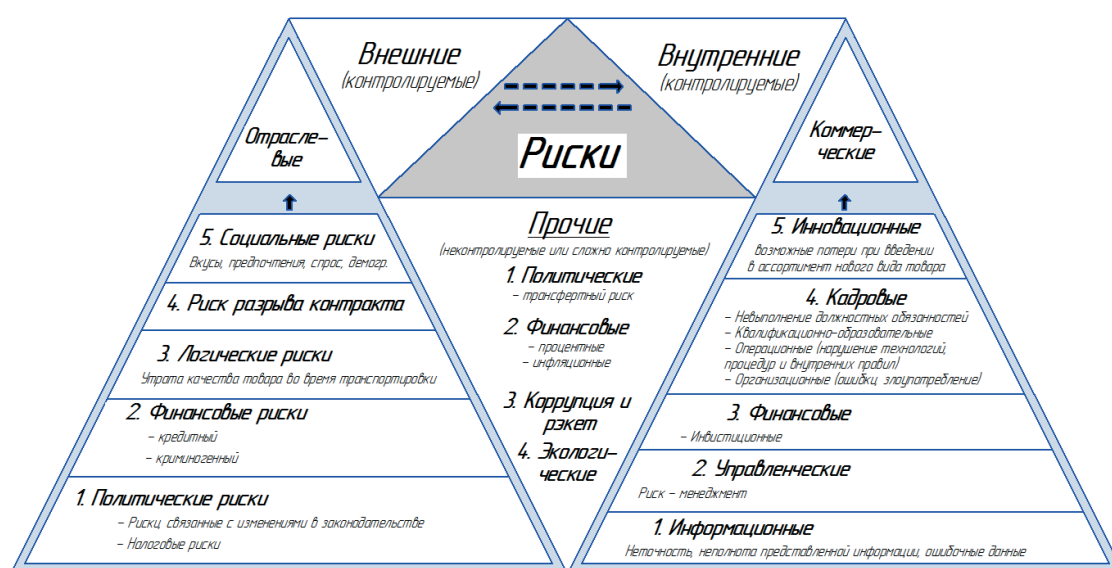 Внешние
(контролируемые)
Внутренние
(контролируемые)
Риски
Отрасле-
вые
5. Социальные риски
Вкусы, предпочтения, спрос, демогр.
4. Риск разрыва контракта
3. Логические риски
Утрата качества товара во время транспортировки
2. Финансовые риски
- кредитный
- криминогенный
1. Политические риски
- Риски, связанные с изменениями в законодательстве
- Налоговые риски
Прочие
(неконтролируемые или сложно контролируемые)
1. Политические
- трансфертный риск
2. Финансовые
- процентные
- инфляционные
3. Коррупция и
рэкет
4. Экологи-
ческие
Коммер-
ческие
5. Инновационные
возможные потери при введении
в ассортимент нового вида товара
4. Кадровые
- Невыполнение должностных обязанностей
- Квалификационно-образовательные
- Операционные (нарушение технологий,
процедур и внутренних правил)
- Организационные (ошибки, злоупотребление)
3. Финансовые
- Инвистиционные
2. Управленческие
Риск - менеджмент
1. Информационные
Неточность, неполнота представленной информации, ошибочные данные